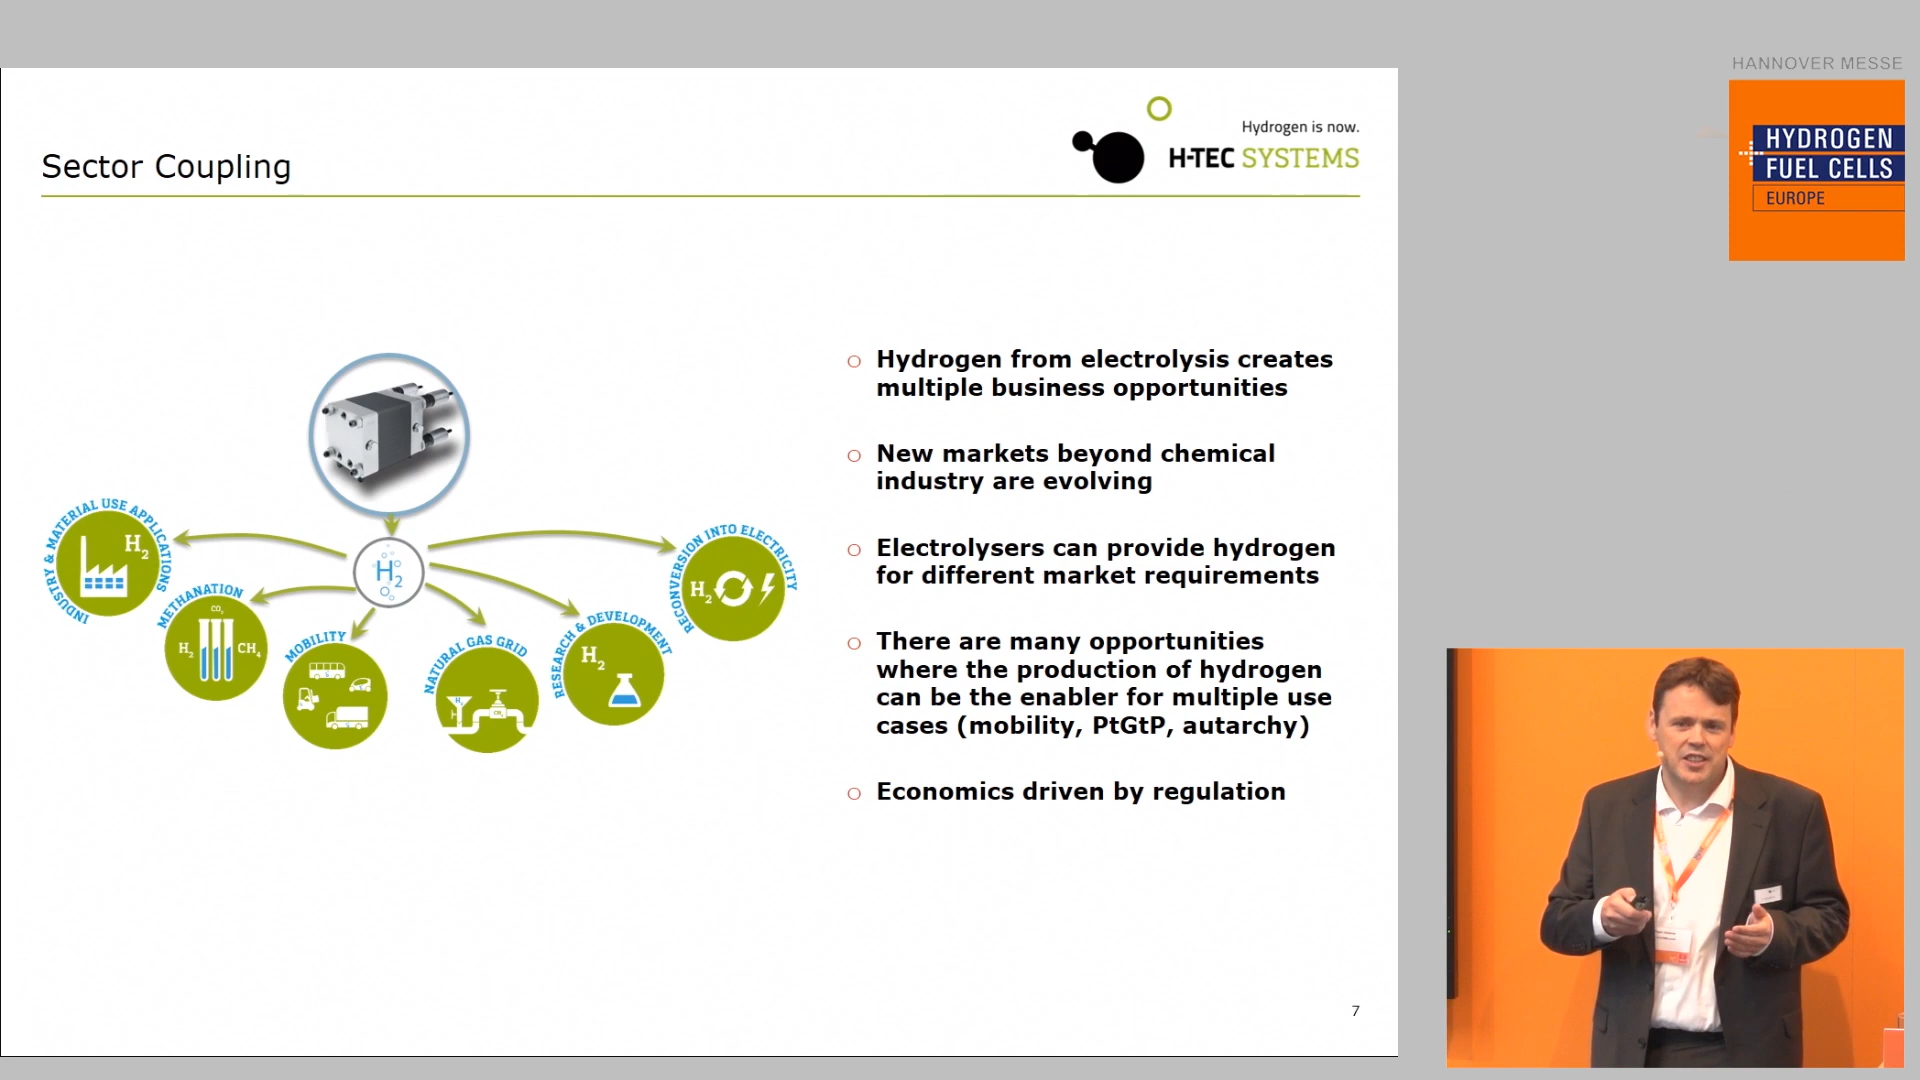 HANNOVER MESSE
HYDROGEN
FUEL CELLS
EUROPE
Hydrogen is now.
H-TEC SYSTEMS
Sector Coupling
INDUSTRY & MATERIAL USE APPLICATIONS
H2
METHANATION
CO2
H2
CH4
MOBILITY
H2
NATURAL GAS GRID
H2
CH4
RESEARCH & DEVELOPMENT
H2
RECONVERSION INTO ELECTRICITY
H2
Hydrogen from electrolysis creates
multiple business opportunities
New markets beyond chemical
industry are evolving
Electrolysers can provide hydrogen
for different market requirements
There are many opportunities
where the production of hydrogen
can be the enabler for multiple use
cases (mobility, PtGtP, autarchy)
Economics driven by regulation
7